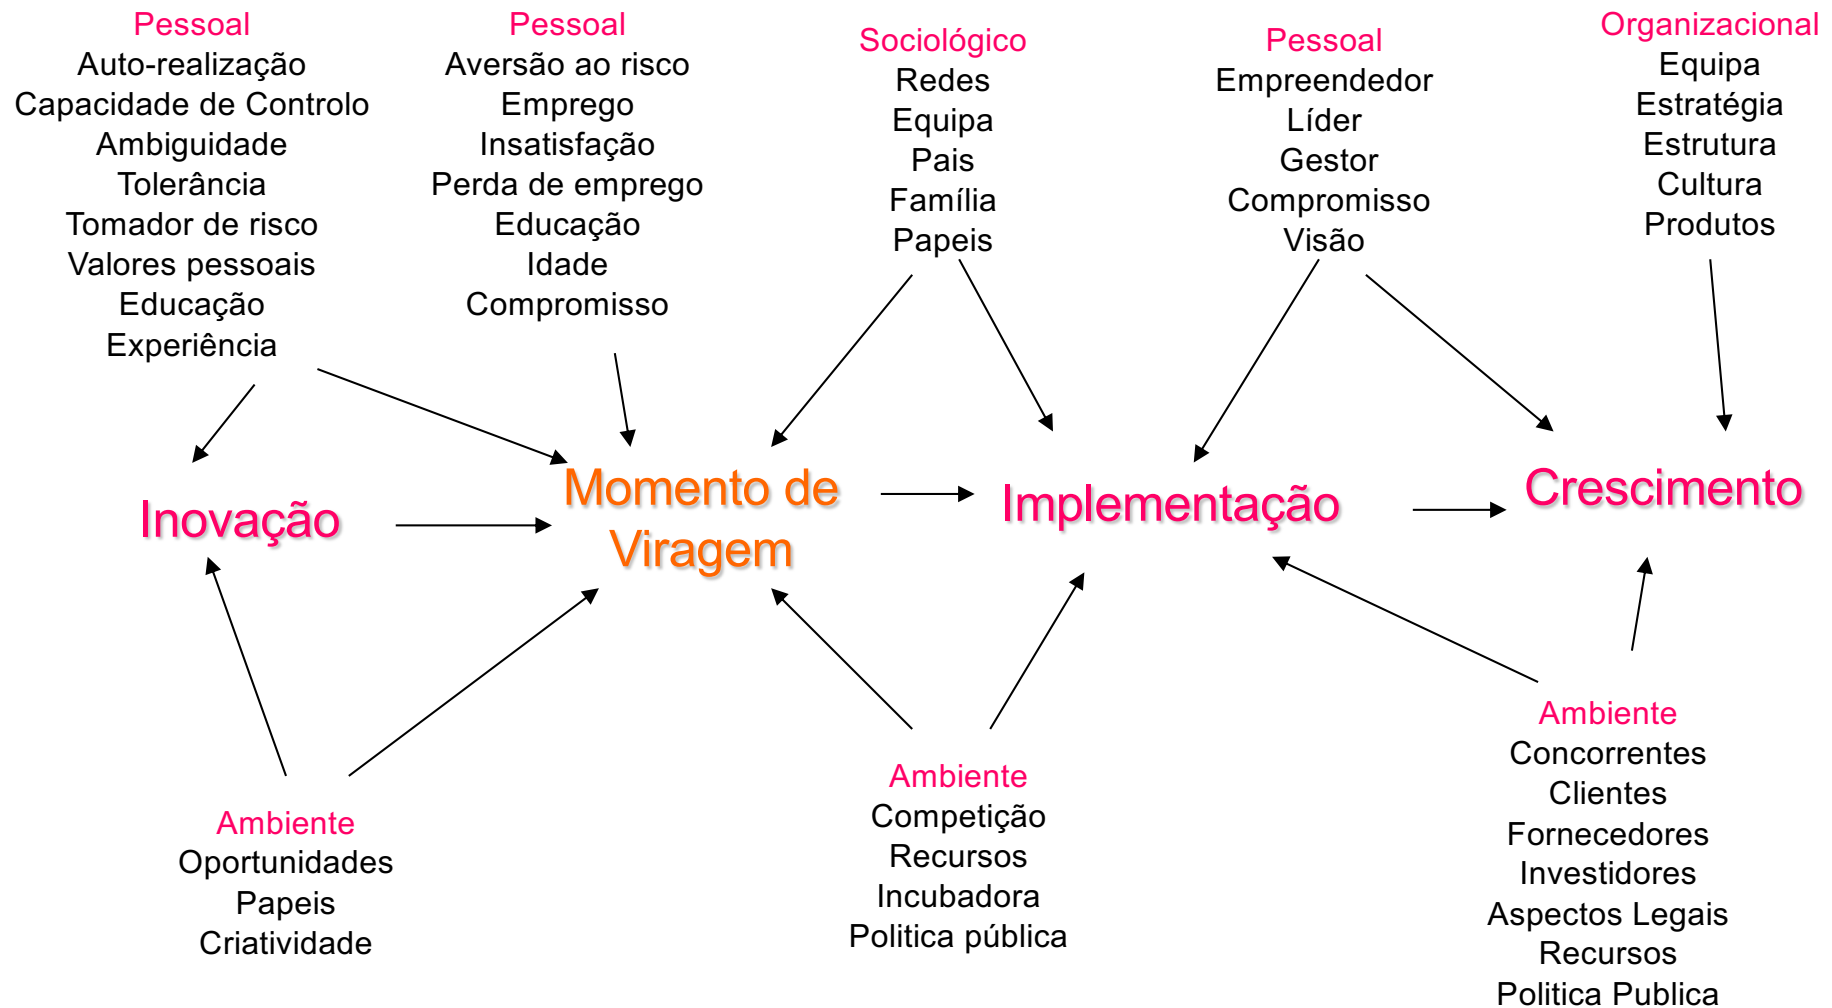 Pessoal
Auto-realização
Capacidade de Controlo
Ambiguidade
Tolerância
Tomador de risco
Valores pessoais
Educação
Experiência
Pessoal
Aversão ao risco
Emprego
Insatisfação
Perda de emprego
Educação
Idade
Compromisso
Sociológico
Redes
Equipa
Pais
Família
Papeis
Pessoal
Empreendedor
Líder
Gestor
Compromisso
Visão
Organizacional
Equipa
Estratégia
Estrutura
Cultura
Produtos
Inovação
Momento de
Viragem
Implementação
Crescimento
Ambiente
Oportunidades
Papeis
Criatividade
Ambiente
Competição
Recursos
Incubadora
Politica pública
Ambiente
Concorrentes
Clientes
Fornecedores
Investidores
Aspectos Legais
Recursos
Politica Publica